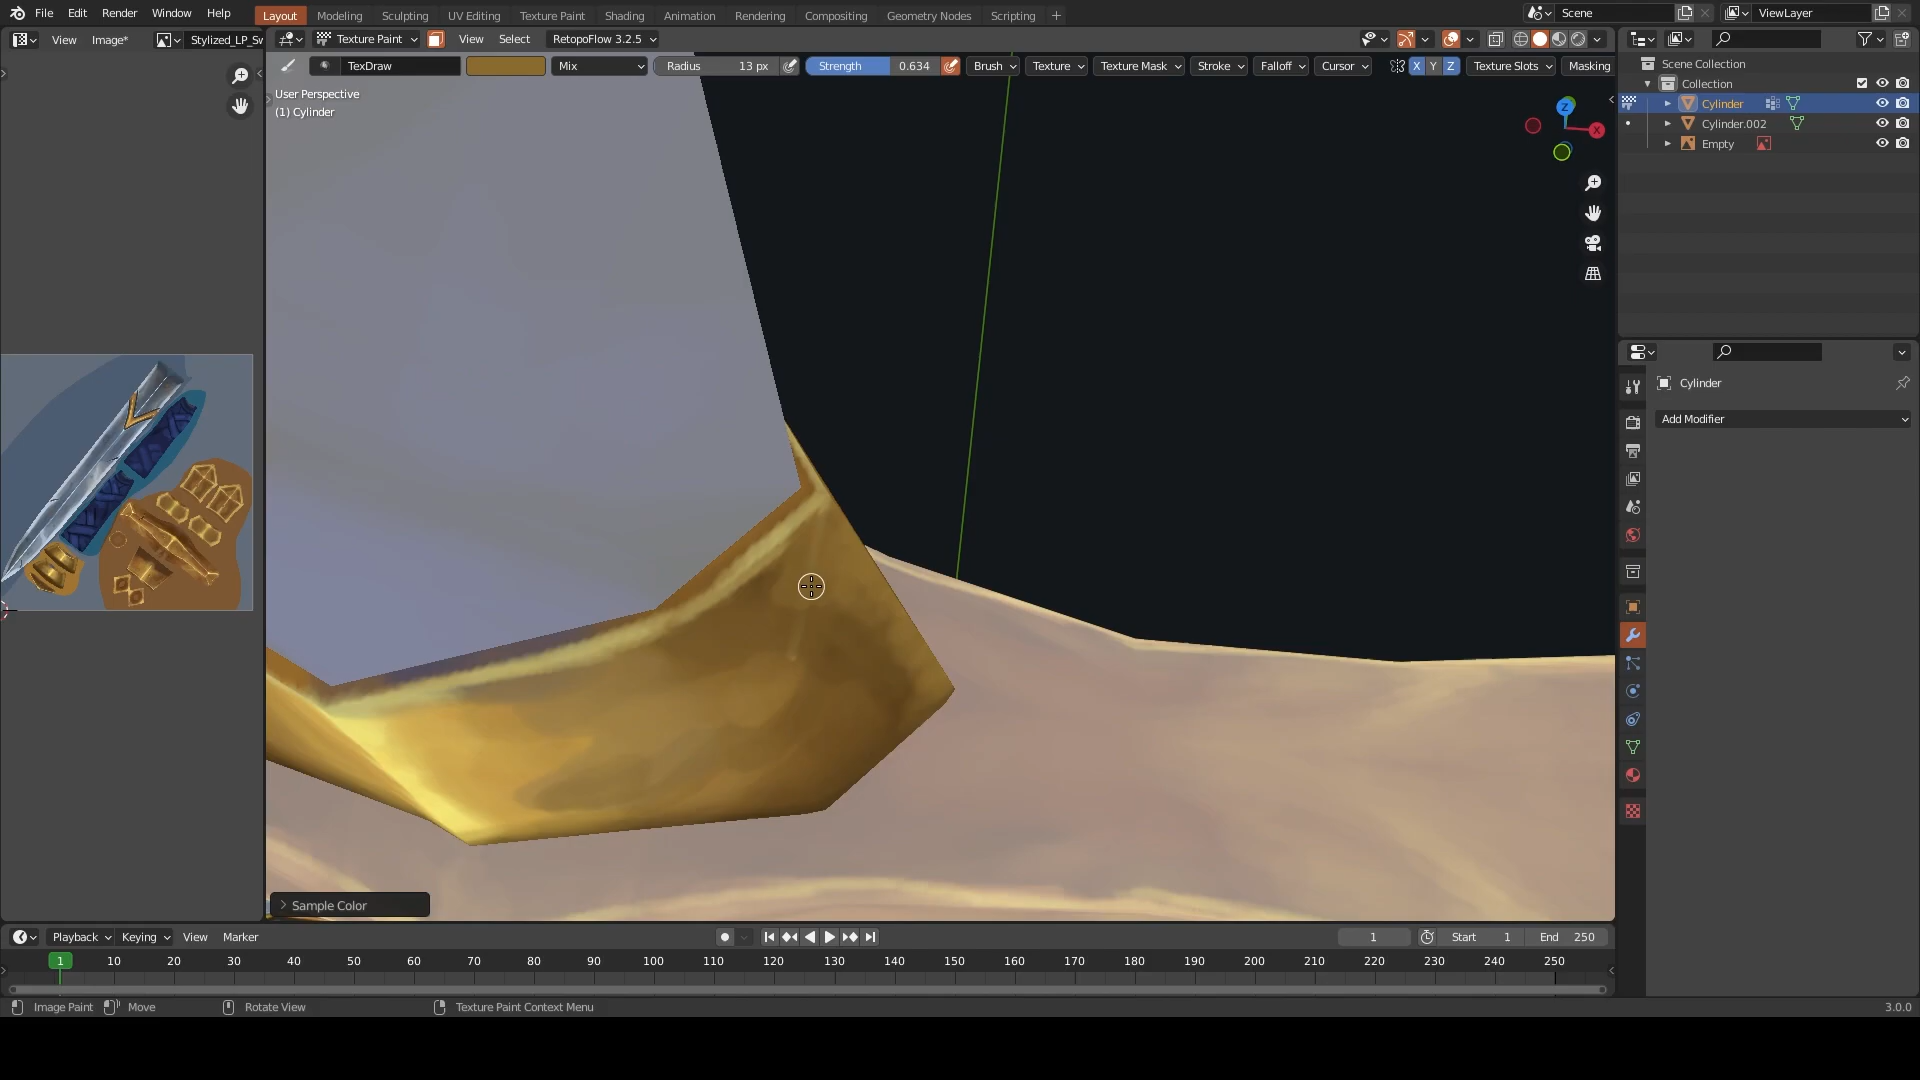 File Edit Render Window Help Layout Modeling Sculpting UV Editing Texture Paint Shading Animation Rendering Compositing Geometry Nodes Scripting + Scene ViewLayer
View Image* Stylized_LP_Sw Texture Paint View Select RetopoFlow 3.2.5
TexDraw Mix Radius 13 px Strength 0.634 Brush Texture Texture Mask Stroke Falloff Cursor X Y Z Texture Slots Masking
Scene Collection
Collection
Cylinder
Cylinder.002
Empty
User Perspective
(1) Cylinder
Z
X
Cylinder
Add Modifier
Sample Color
Playback Keying View Marker 1 Start 1 End 250
1 10 20 30 40 50 60 70 80 90 100 110 120 130 140 150 160 170 180 190 200 210 220 230 240 250
Image Paint Move Rotate View Texture Paint Context Menu 3.0.0